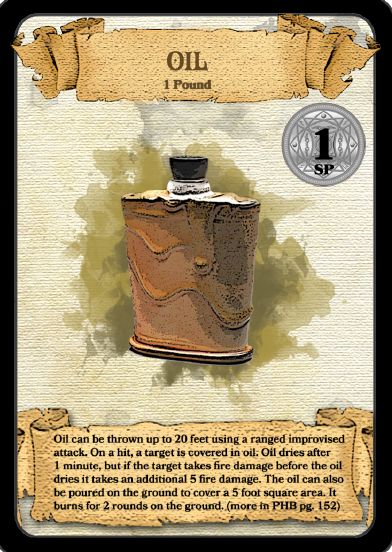 OIL
1 Pound
1
SP
Oil can be thrown up to 20 feet using a ranged improvised
attack. On a hit, a target is covered in oil. Oil dries after
1 minute, but if the target takes fire damage before the oil
dries it takes an additional 5 fire damage. The oil can also
be poured on the ground to cover a 5 foot square area. It
burns for 2 rounds on the ground. (more in PHB pg. 152)